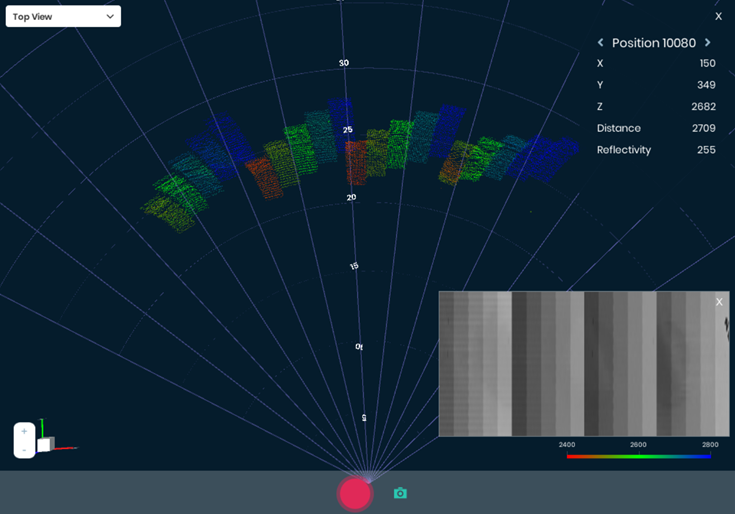 Top View
X
Position 10080
X 150
Y 349
Z 2682
Distance 2709
Reflectivity 255
30
25
20
15
10
5
X
2400 2600 2800
+
-